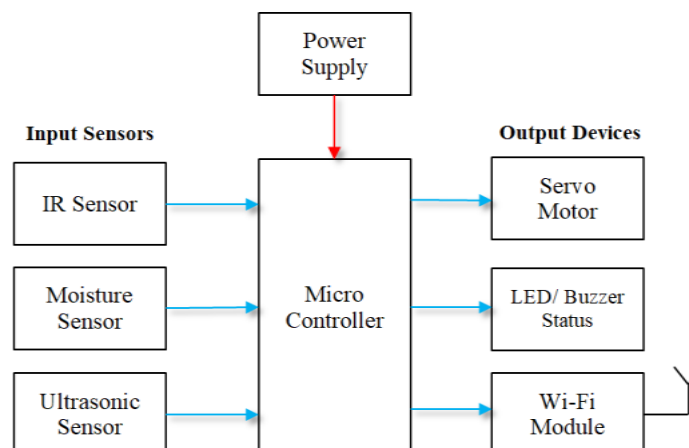 Power
Supply
Input Sensors
Output Devices
IR Sensor
Servo
Motor
Moisture
Sensor
Micro
Controller
LED/ Buzzer
Status
Ultrasonic
Sensor
Wi-Fi
Module